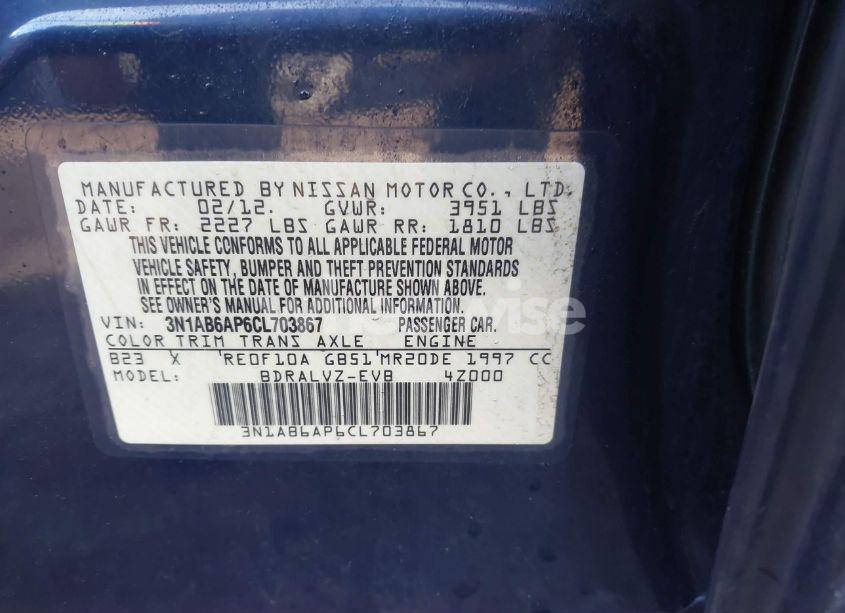 MANUFACTURED BY NISSAN MOTOR CO., LTD.
DATE: 02/12. GVWR: 3951 LBS
GAWR FR: 2227 LBS GAWR RR: 1810 LBS
THIS VEHICLE CONFORMS TO ALL APPLICABLE FEDERAL MOTOR
VEHICLE SAFETY, BUMPER AND THEFT PREVENTION STANDARDS
IN EFFECT ON THE DATE OF MANUFACTURE SHOWN ABOVE.
SEE OWNER'S MANUAL FOR ADDITIONAL INFORMATION.
VIN: 3N1AB6AP6CL703867 PASSENGER CAR.
COLOR TRIM TRANS AXLE ENGINE
B23 X RE0F10A GB51 MR20DE 1997 CC
MODEL: BDRALVZ-EVB 4Z000
3N1AB6AP6CL703867